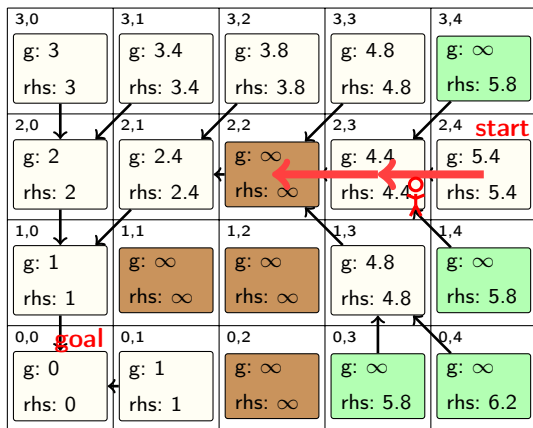 3,0 3,1 3,2 3,3 3,4
g: 3 g: 3.4 g: 3.8 g: 4.8 g: ∞
rhs: 3 rhs: 3.4 rhs: 3.8 rhs: 4.8 rhs: 5.8
2,0 2,1 2,2 2,3 2,4
start
g: 2 g: 2.4 g: ∞ g: 4.4 g: 5.4
rhs: 2 rhs: 2.4 rhs: ∞ rhs: 4.4 rhs: 5.4
1,0 1,1 1,2 1,3 1,4
g: 1 g: ∞ g: ∞ g: 4.8 g: ∞
rhs: 1 rhs: ∞ rhs: ∞ rhs: 4.8 rhs: 5.8
0,0 goal 0,1 0,2 0,3 0,4
g: 0 g: 1 g: ∞ g: ∞ g: ∞
rhs: 0 rhs: 1 rhs: ∞ rhs: 5.8 rhs: 6.2